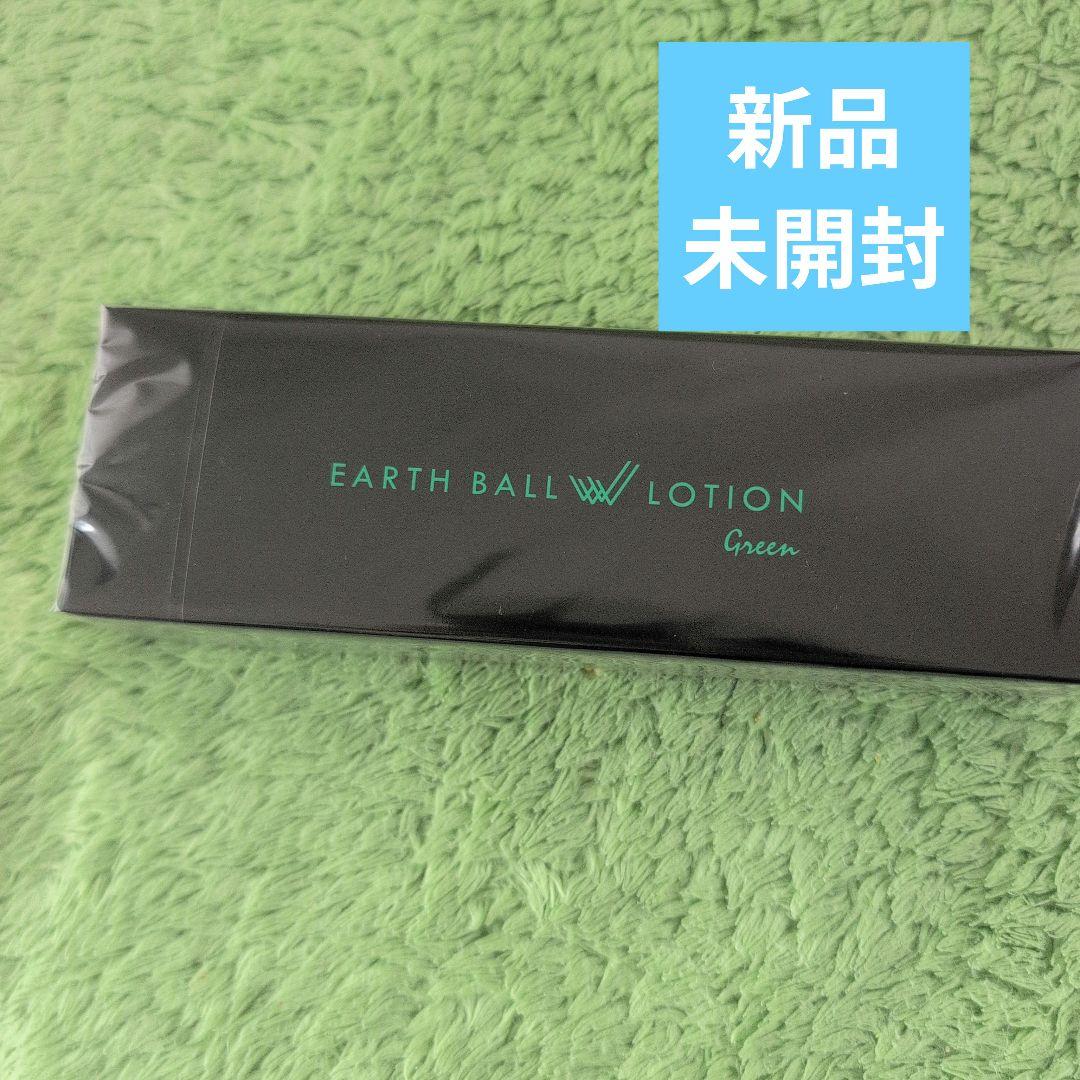 新品
未開封
EARTH BALL W LOTION
Green